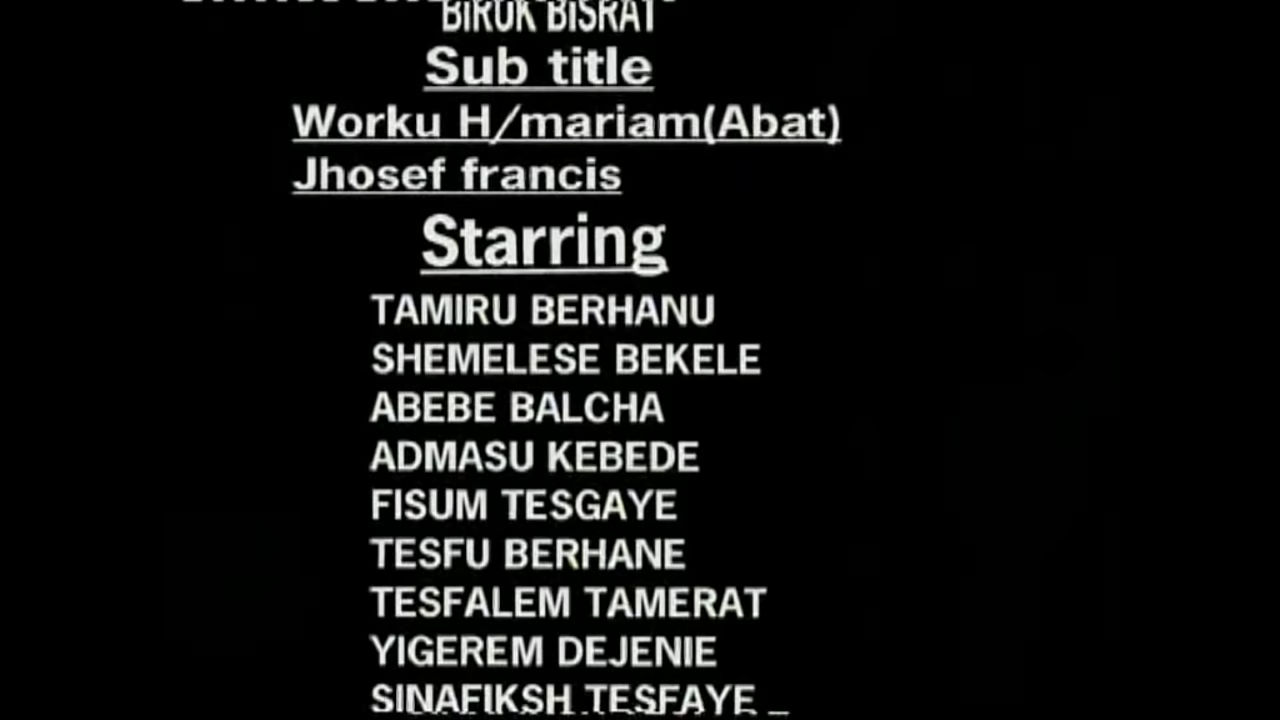 BIRUK BISRAT
Sub title
Worku H/mariam(Abat)
Jhosef francis
Starring
TAMIRU BERHANU
SHEMELESE BEKELE
ABEBE BALCHA
ADMASU KEBEDE
FISUM TESGAYE
TESFU BERHANE
TESFALEM TAMERAT
YIGEREM DEJENIE
SINAFIKSH TESFAYE